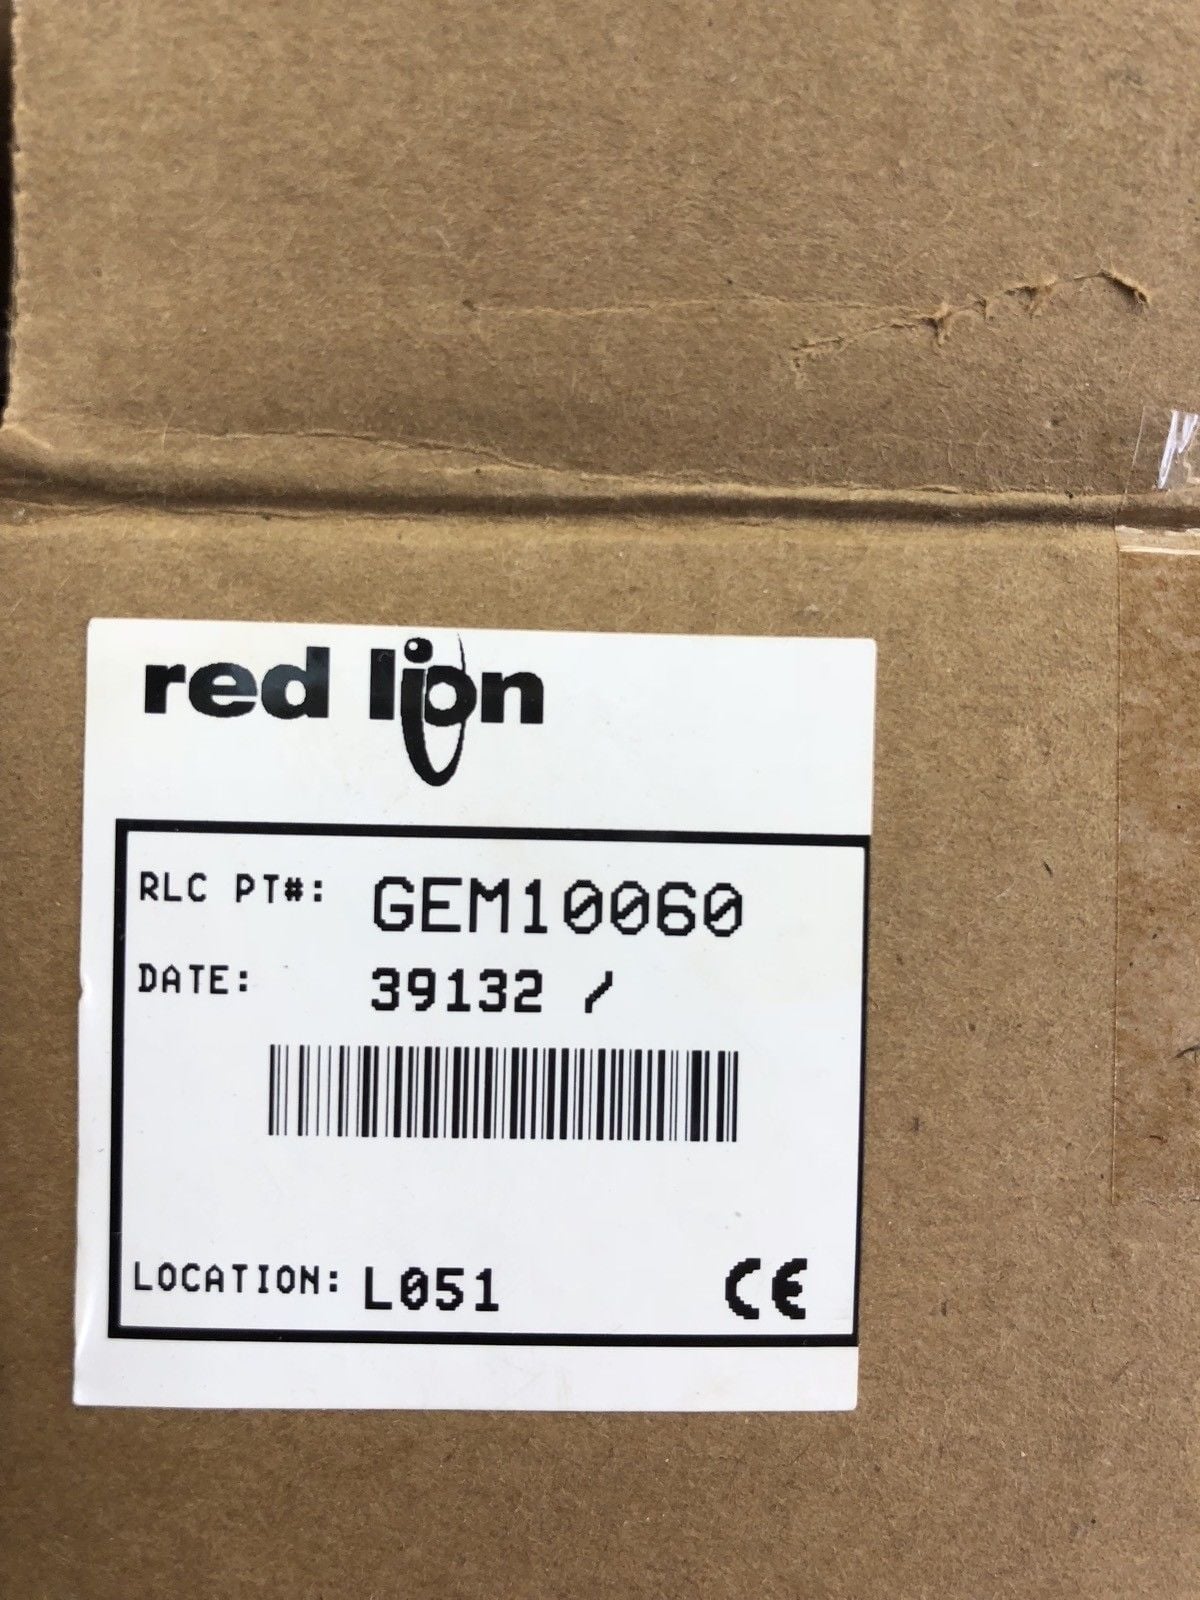 red lion
RLC PT#: GEM10060
DATE: 39132 /
LOCATION: L051
CE